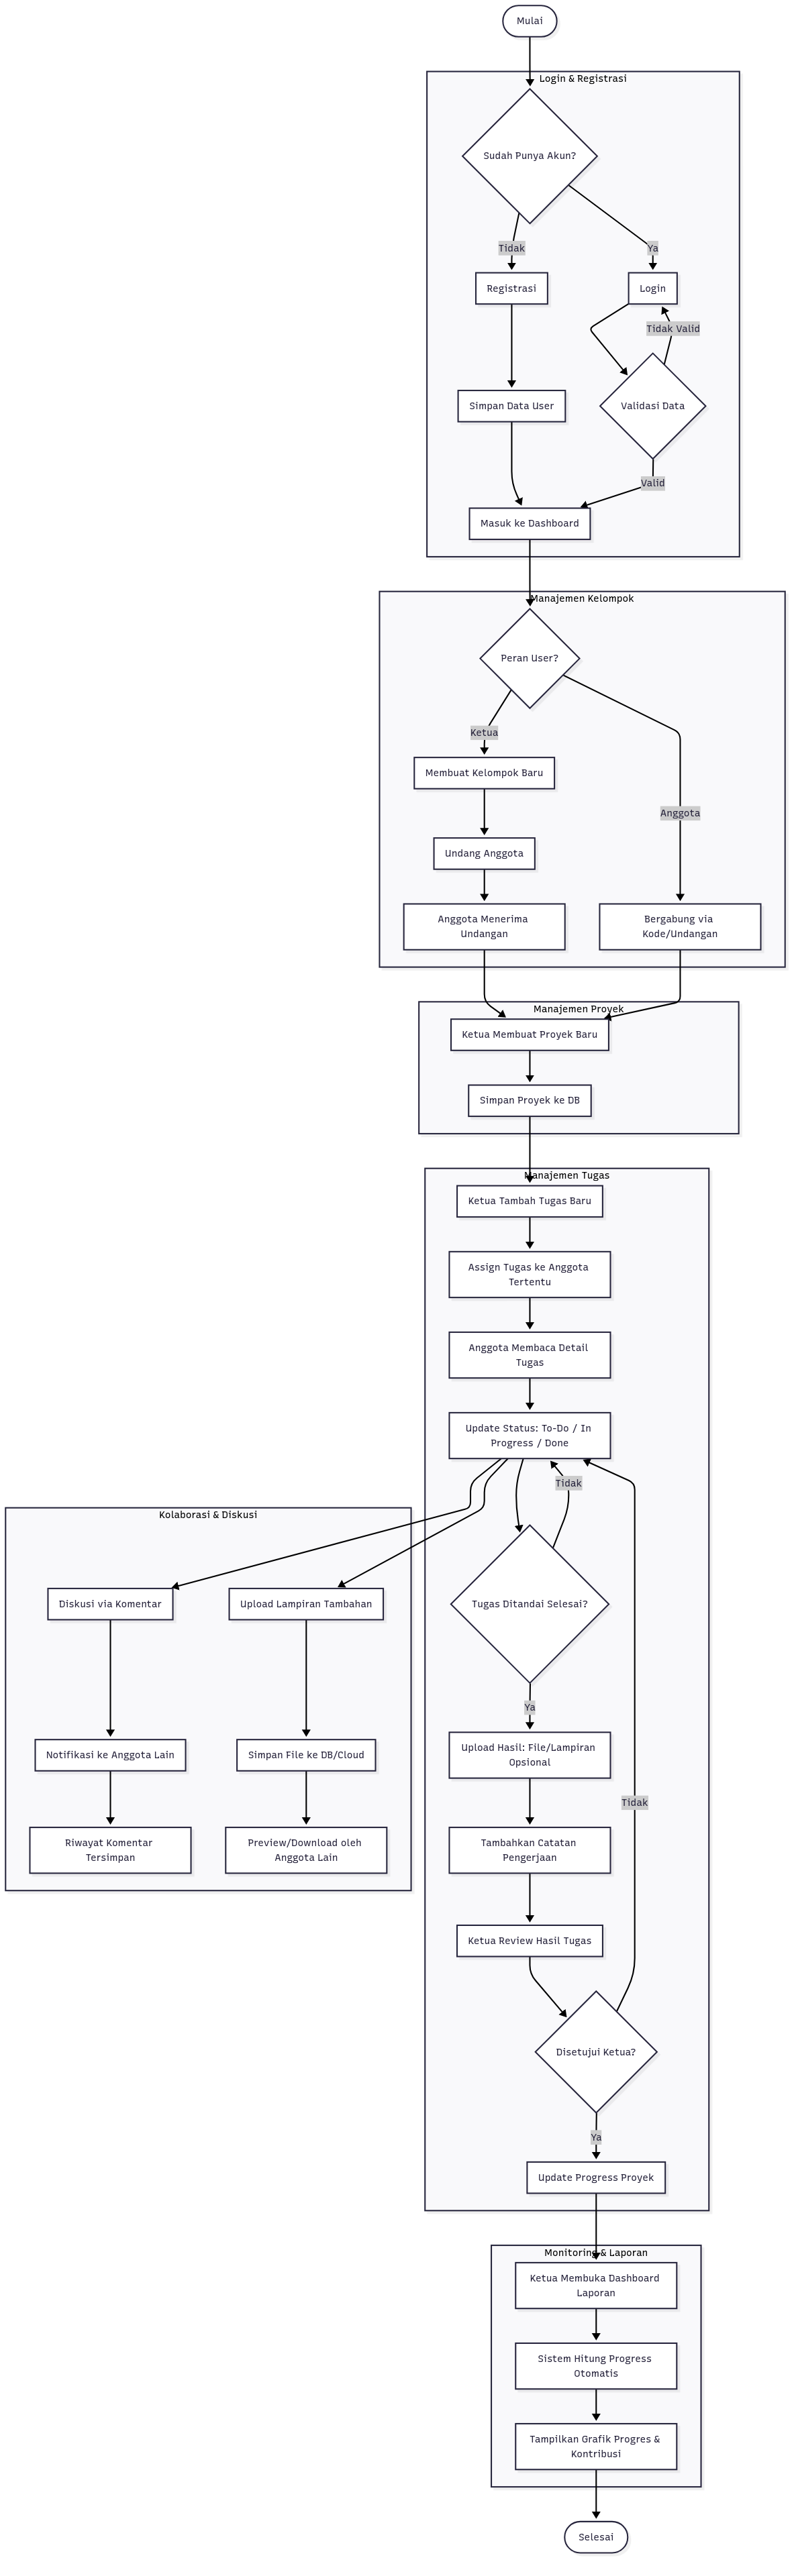 Mulai
Login & Registrasi
Sudah Punya Akun?
Tidak
Ya
Registrasi
Login
Tidak Valid
Simpan Data User
Validasi Data
Valid
Masuk ke Dashboard
Manajemen Kelompok
Peran User?
Ketua
Membuat Kelompok Baru
Anggota
Undang Anggota
Anggota Menerima
Undangan
Bergabung via
Kode/Undangan
Manajemen Proyek
Ketua Membuat Proyek Baru
Simpan Proyek ke DB
Manajemen Tugas
Ketua Tambah Tugas Baru
Assign Tugas ke Anggota
Tertentu
Anggota Membaca Detail
Tugas
Update Status: To-Do / In
Progress / Done
Tidak
Kolaborasi & Diskusi
Diskusi via Komentar
Upload Lampiran Tambahan
Tugas Ditandai Selesai?
Ya
Notifikasi ke Anggota Lain
Simpan File ke DB/Cloud
Upload Hasil: File/Lampiran
Opsional
Tidak
Riwayat Komentar
Tersimpan
Preview/Download oleh
Anggota Lain
Tambahkan Catatan
Pengerjaan
Ketua Review Hasil Tugas
Disetujui Ketua?
Ya
Update Progress Proyek
Monitoring & Laporan
Ketua Membuka Dashboard
Laporan
Sistem Hitung Progress
Otomatis
Tampilkan Grafik Progres &
Kontribusi
Selesai